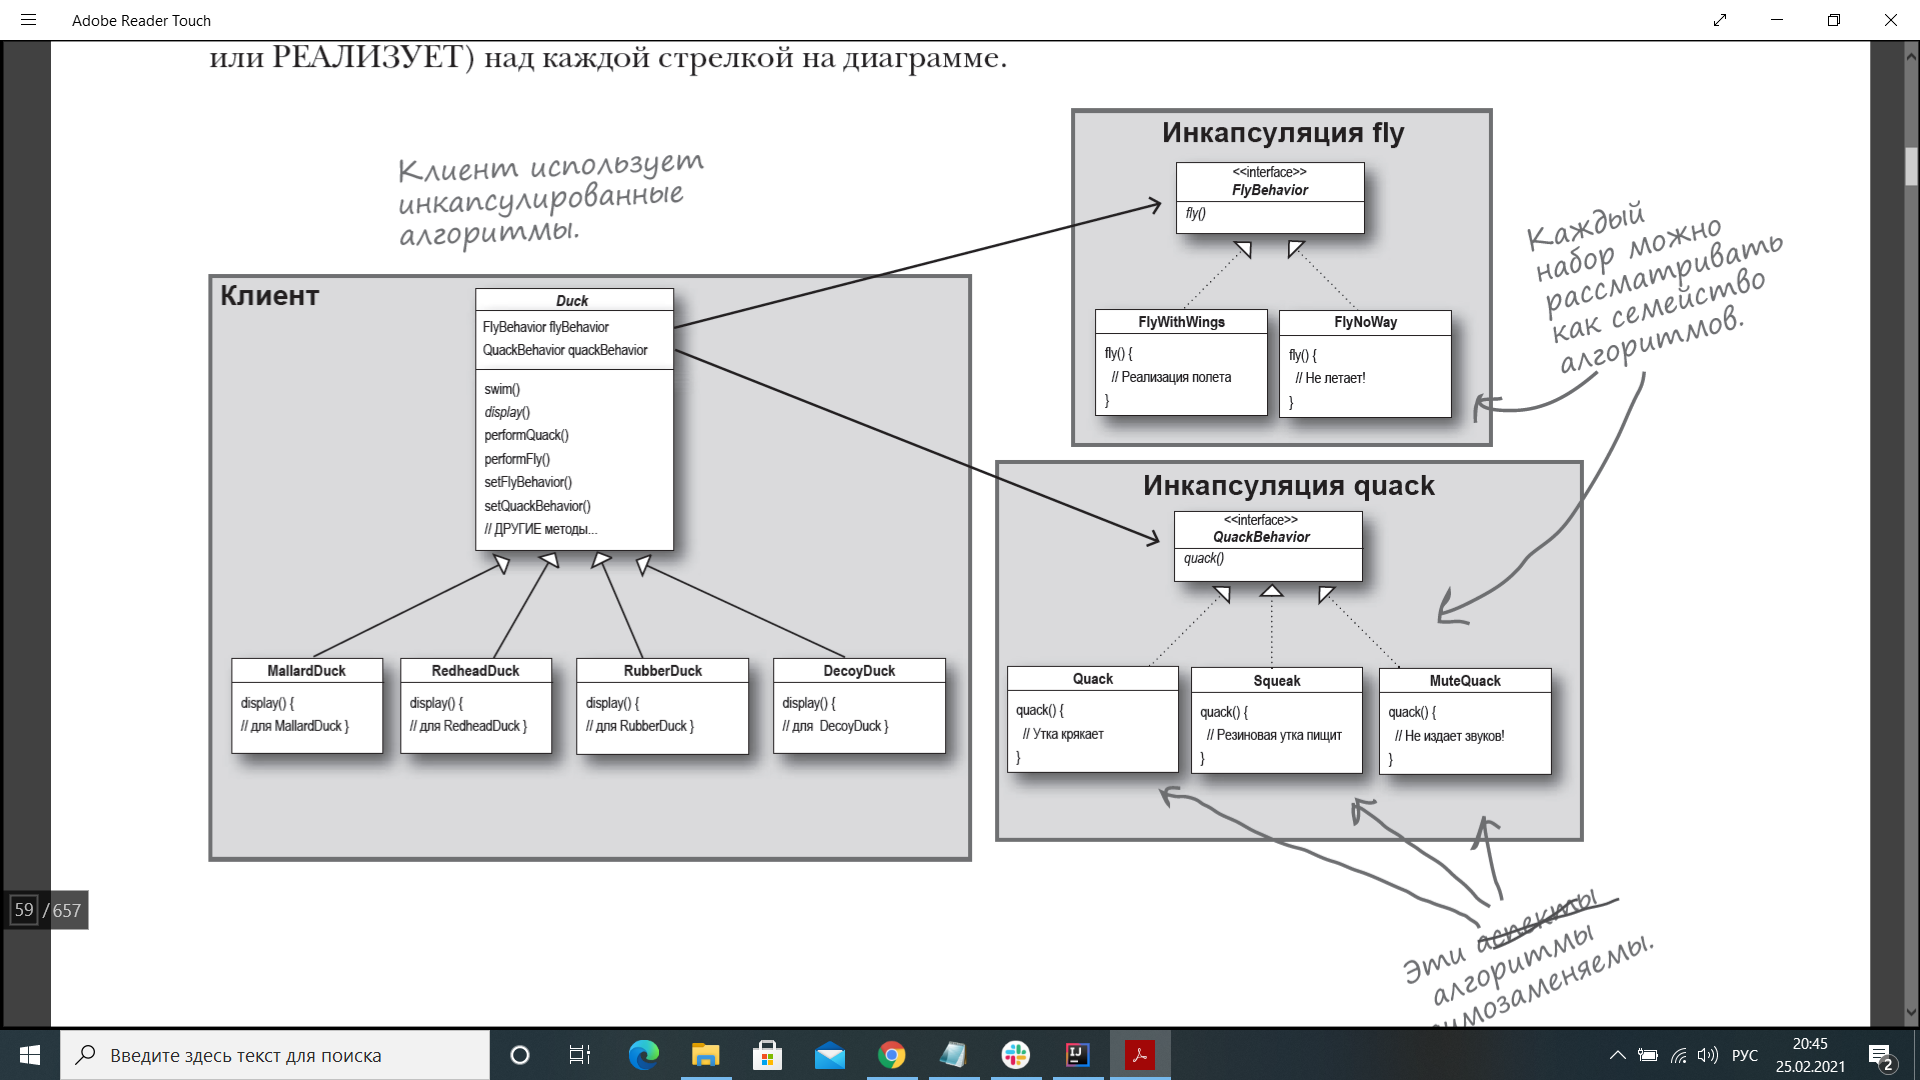 Adobe Reader Touch
или РЕАЛИЗУЕТ) над каждой стрелкой на диаграмме.
Клиент использует
инкапсулированные
алгоритмы.
Клиент
Duck
FlyBehavior flyBehavior
QuackBehavior quackBehavior
swim()
display()
performQuack()
performFly()
setFlyBehavior()
setQuackBehavior()
// ДРУГИЕ методы...
MallardDuck
display() {
// для MallardDuck }
RedheadDuck
display() {
// для RedheadDuck }
RubberDuck
display() {
// для RubberDuck }
DecoyDuck
display() {
// для DecoyDuck }
Инкапсуляция fly
<<interface>>
FlyBehavior
fly()
FlyWithWings
fly() {
// Реализация полета
}
FlyNoWay
fly() {
// Не летает!
}
Каждый
набор можно
рассматривать
как семейство
алгоритмов.
Инкапсуляция quack
<<interface>>
QuackBehavior
quack()
Quack
quack() {
// Утка крякает
}
Squeak
quack() {
// Резиновая утка пищит
}
MuteQuack
quack() {
// Не издает звуков!
}
Эти аспекты
алгоритмы
имозаменяемы.
59 / 657
Введите здесь текст для поиска
РУС
20:45
25.02.2021
2